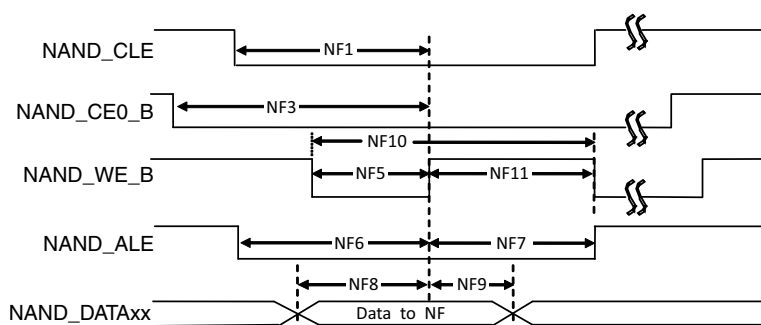 NAND_CLE
NF1
NAND_CE0_B
NF3
NF10
NAND_WE_B
NF5
NF11
NAND_ALE
NF6
NF7
NF8
NF9
NAND_DATAxx
Data to NF